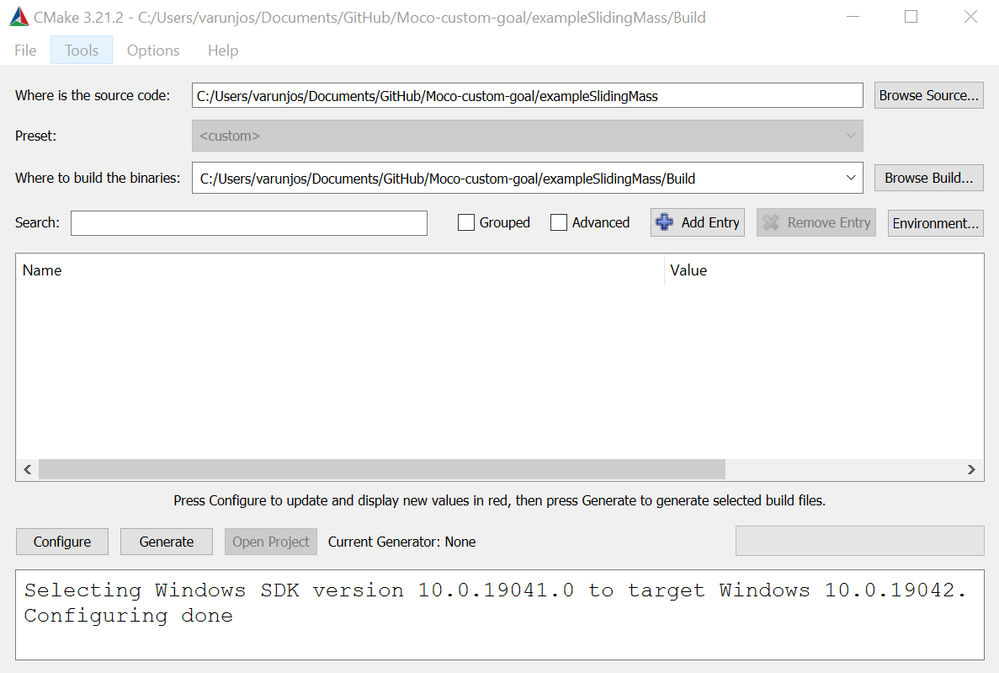 CMake 3.21.2 - C:/Users/varunjos/Documents/GitHub/Moco-custom-goal/exampleSlidingMass/Build
File Tools Options Help
Where is the source code: C:/Users/varunjos/Documents/GitHub/Moco-custom-goal/exampleSlidingMass Browse Source...
Preset: <custom>
Where to build the binaries: C:/Users/varunjos/Documents/GitHub/Moco-custom-goal/exampleSlidingMass/Build Browse Build...
Search: Grouped Advanced Add Entry Remove Entry Environment...
Name Value
Press Configure to update and display new values in red, then press Generate to generate selected build files.
Configure Generate Open Project Current Generator: None
Selecting Windows SDK version 10.0.19041.0 to target Windows 10.0.19042.
Configuring done